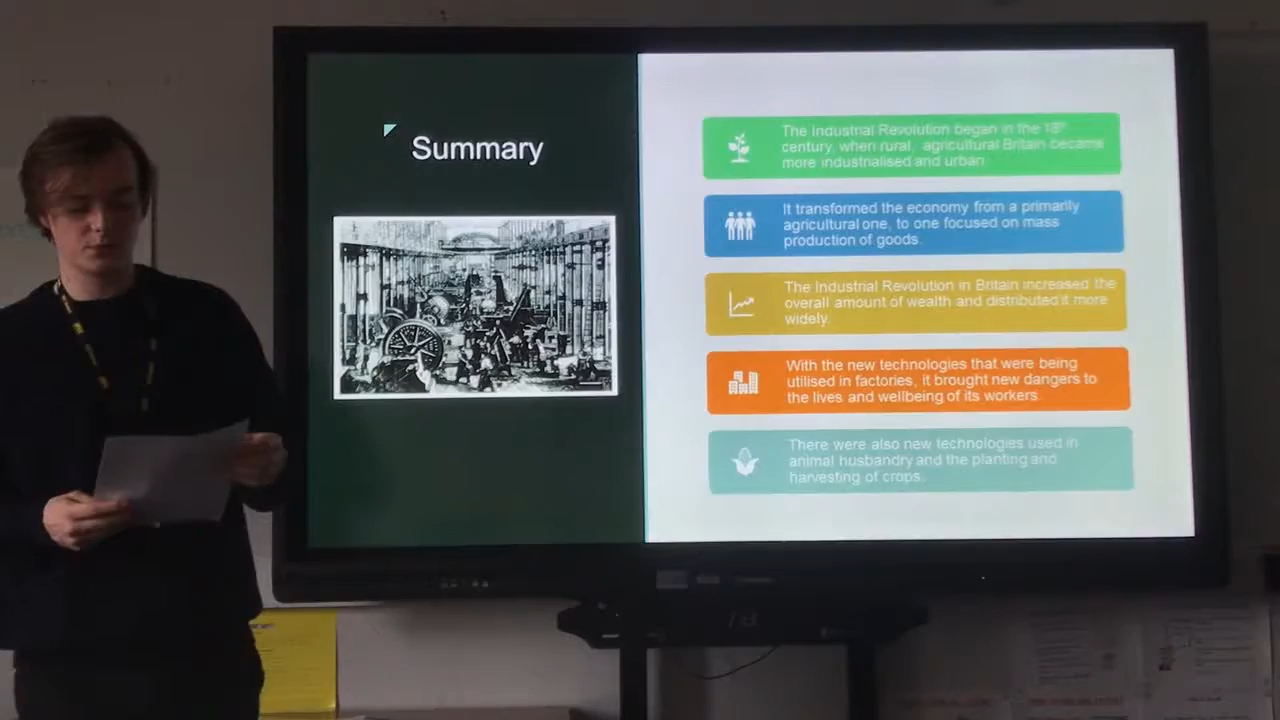 Summary
The Industrial Revolution began in the 18th
century, when rural, agricultural Britain became
more industrialised and urban.
It transformed the economy from a primarily
agricultural one, to one focused on mass
production of goods.
The Industrial Revolution in Britain increased the
overall amount of wealth and distributed it more
widely.
With the new technologies that were being
utilised in factories, it brought new dangers to
the lives and wellbeing of its workers.
There were also new technologies used in
animal husbandry and the planting and
harvesting of crops.